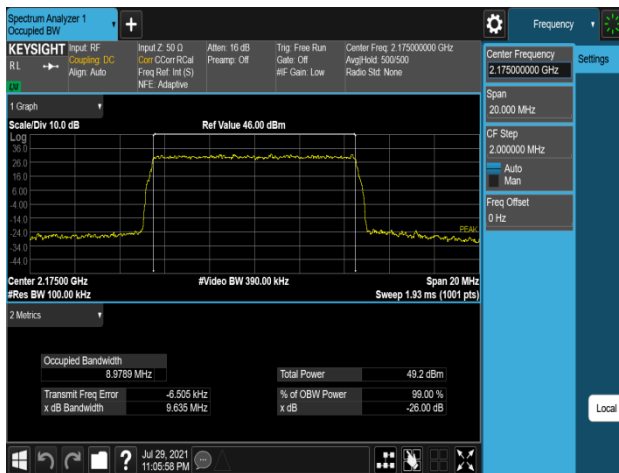 Spectrum Analyzer 1
Occupied BW
+
Frequency
KEYSIGHT
R L
LV
Input: RF
Coupling: DC
Align: Auto
Input Z: 50 Ω
Corr CCorr RCal
Freq Ref: Int (S)
NFE: Adaptive
Atten: 16 dB
Preamp: Off
Trig: Free Run
Gate: Off
#IF Gain: Low
Center Freq: 2.175000000 GHz
Avg|Hold: 500/500
Radio Std: None
Center Frequency
2.175000000 GHz
Settings
Span
20.000 MHz
CF Step
2.000000 MHz
Auto
Man
Freq Offset
0 Hz
Local
1 Graph
Scale/Div 10.0 dB
Ref Value 46.00 dBm
Log
36.0
26.0
16.0
6.00
-4.00
-14.0
-24.0
-34.0
-44.0
PEAK
Center 2.17500 GHz
#Video BW 390.00 kHz
Span 20 MHz
#Res BW 100.00 kHz
Sweep 1.93 ms (1001 pts)
2 Metrics
Occupied Bandwidth
8.9789 MHz
Total Power
49.2 dBm
Transmit Freq Error
-6.505 kHz
% of OBW Power
99.00 %
x dB Bandwidth
9.635 MHz
x dB
-26.00 dB
?
Jul 29, 2021
11:05:58 PM